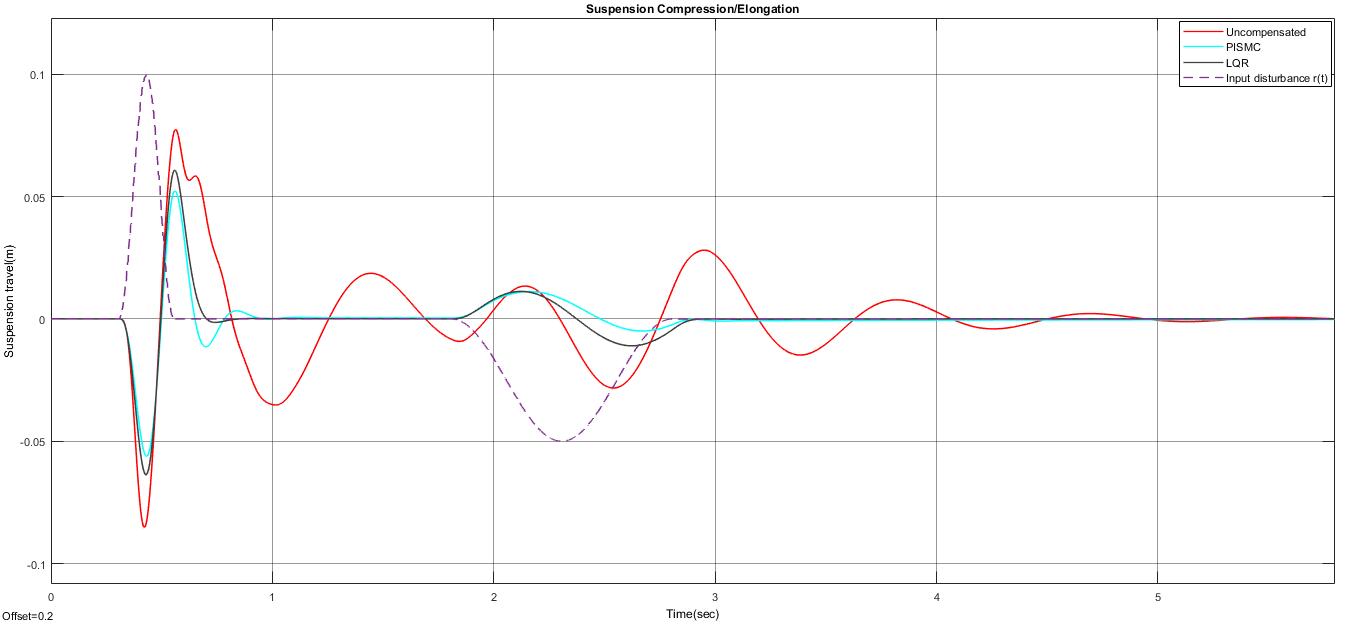 Suspension Compression/Elongation
Uncompensated
PISMC
LQR
Input disturbance r(t)
Suspension travel(m)
0.1
0.05
0
-0.05
-0.1
0 1 2 3 4 5
Time(sec)
Offset=0.2